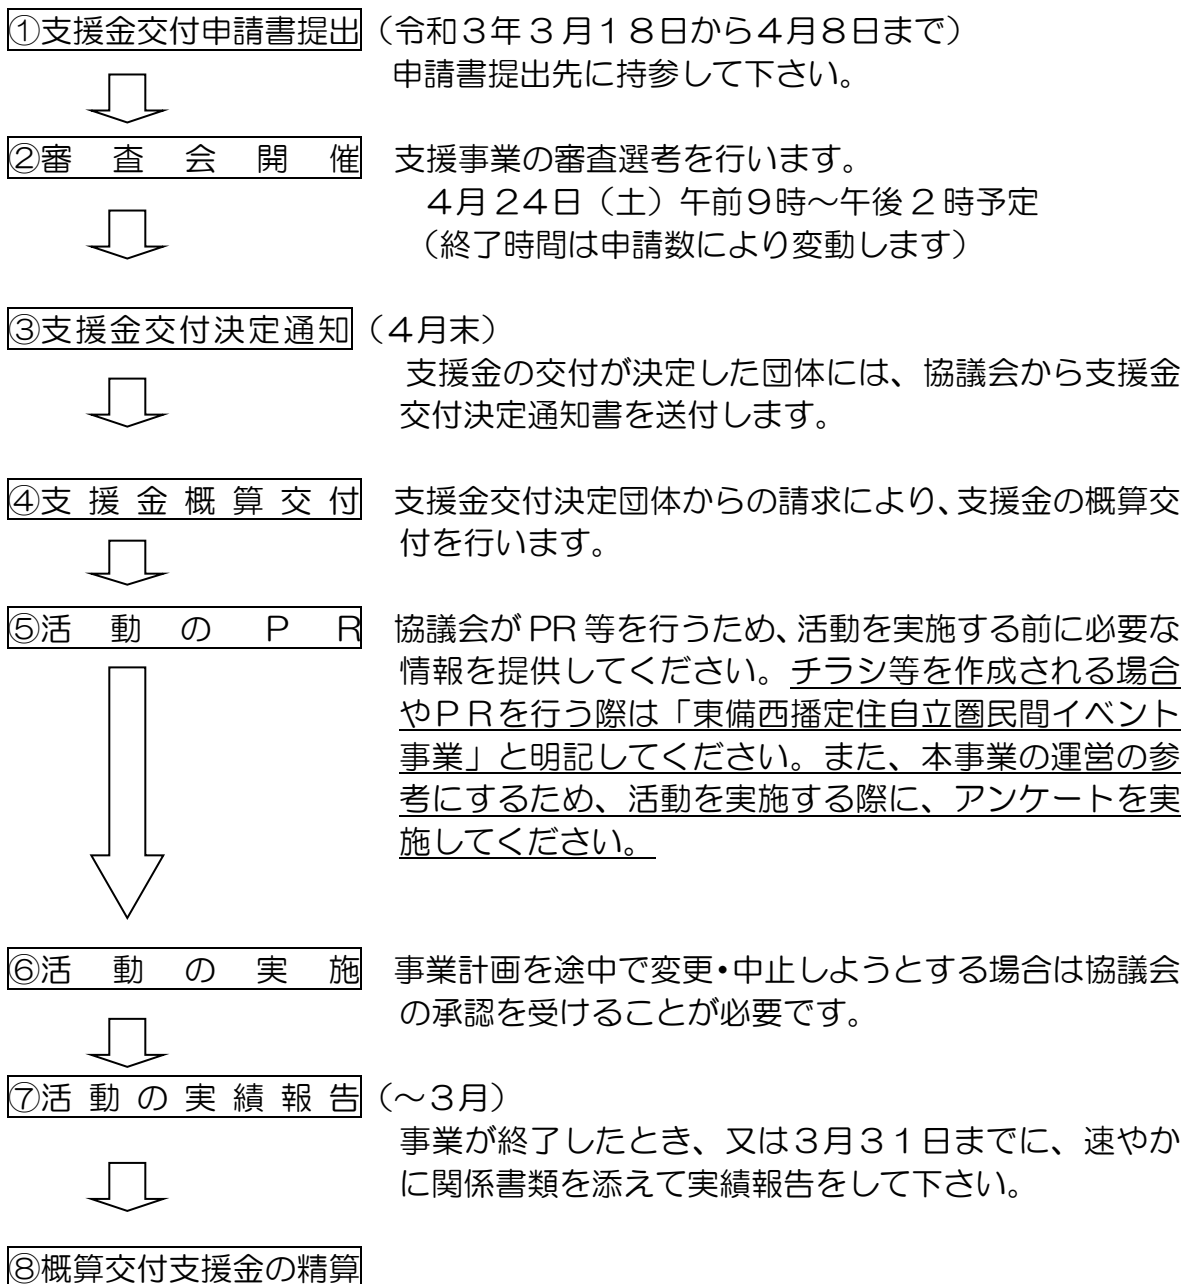 ①支援金交付申請書提出（令和３年３月１８日から４月８日まで）
申請書提出先に持参して下さい。
②審査会開催　支援事業の審査選考を行います。
４月２４日（土）午前９時～午後２時予定
（終了時間は申請数により変動します）
③支援金交付決定通知（４月末）
支援金の交付が決定した団体には、協議会から支援金
交付決定通知書を送付します。
④支援金概算交付　支援金交付決定団体からの請求により、支援金の概算交
付を行います。
⑤活動のＰＲ　協議会が PR 等を行うため、活動を実施する前に必要な
情報を提供してください。チラシ等を作成される場合
やＰＲを行う際は「東備西播定住自立圏民間イベント
事業」と明記してください。また、本事業の運営の参
考にするため、活動を実施する際に、アンケートを実
施してください。
⑥活動の実施　事業計画を途中で変更・中止しようとする場合は協議会
の承認を受けることが必要です。
⑦活動の実績報告（～３月）
事業が終了したとき、又は３月３１日までに、速やか
に関係書類を添えて実績報告をして下さい。
⑧概算交付支援金の精算